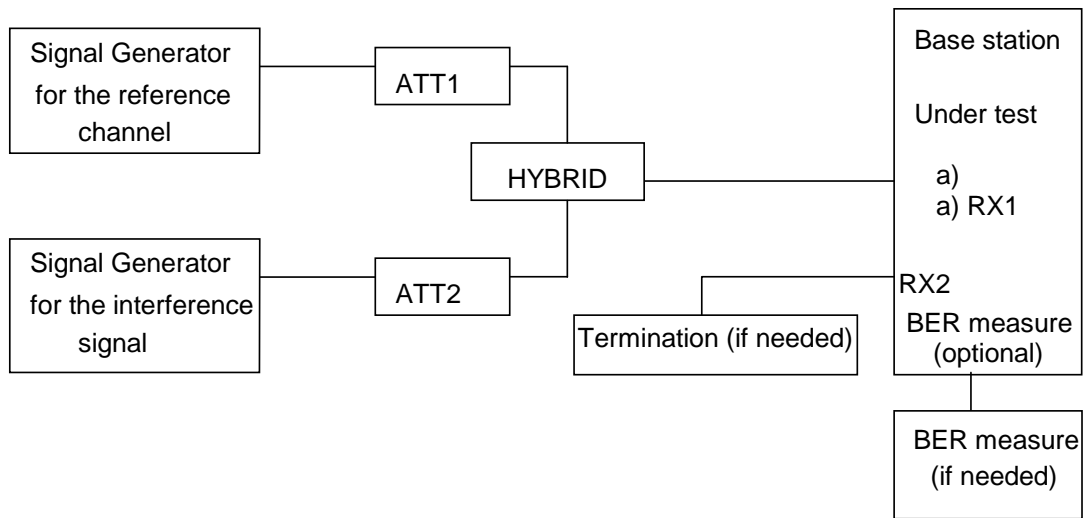 Signal Generator
for the reference
channel
ATT1
HYBRID
Signal Generator
for the interference
signal
ATT2
Termination (if needed)
Base station
Under test
a)
a) RX1
RX2
BER measure
(optional)
BER measure
(if needed)